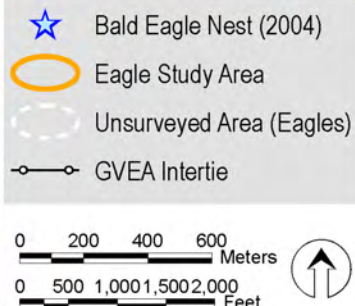 Bald Eagle Nest (2004)
Eagle Study Area
Unsurveyed Area (Eagles)
GVEA Intertie
0 200 400 600
Meters
0 500 1,000 1,500 2,000
Feet